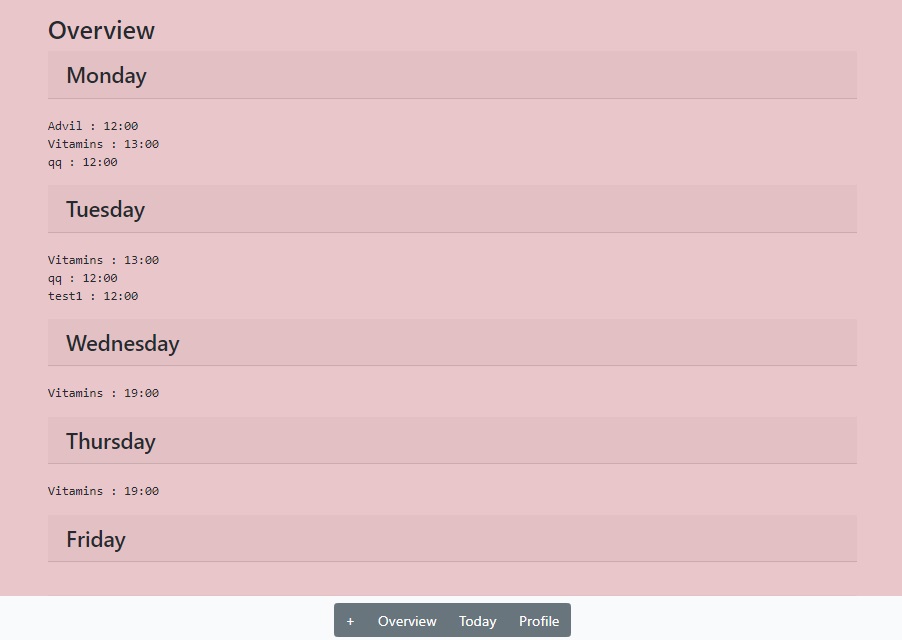 Overview
Monday
Advil : 12:00
Vitamins : 13:00
qq : 12:00
Tuesday
Vitamins : 13:00
qq : 12:00
test1 : 12:00
Wednesday
Vitamins : 19:00
Thursday
Vitamins : 19:00
Friday
+ Overview Today Profile